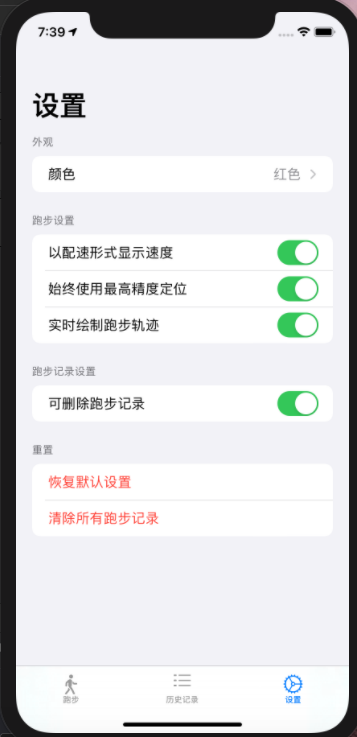 7:39
设置
外观
颜色 红色
跑步设置
以配速形式显示速度
始终使用最高精度定位
实时绘制跑步轨迹
跑步记录设置
可删除跑步记录
重置
恢复默认设置
清除所有跑步记录
跑步 历史记录 设置